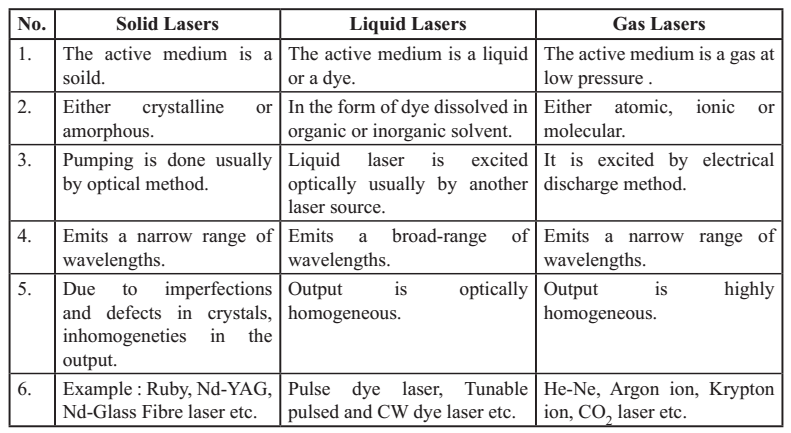 No. Solid Lasers Liquid Lasers Gas Lasers
1. The active medium is a soild. The active medium is a liquid or a dye. The active medium is a gas at low pressure .
2. Either crystalline or amorphous. In the form of dye dissolved in organic or inorganic solvent. Either atomic, ionic or molecular.
3. Pumping is done usually by optical method. Liquid laser is excited optically usually by another laser source. It is excited by electrical discharge method.
4. Emits a narrow range of wavelengths. Emits a broad-range of wavelengths. Emits a narrow range of wavelengths.
5. Due to imperfections and defects in crystals, inhomogeneties in the output. Output is optically homogeneous. Output is highly homogeneous.
6. Example : Ruby, Nd-YAG, Nd-Glass Fibre laser etc. Pulse dye laser, Tunable pulsed and CW dye laser etc. He-Ne, Argon ion, Krypton ion, CO₂ laser etc.